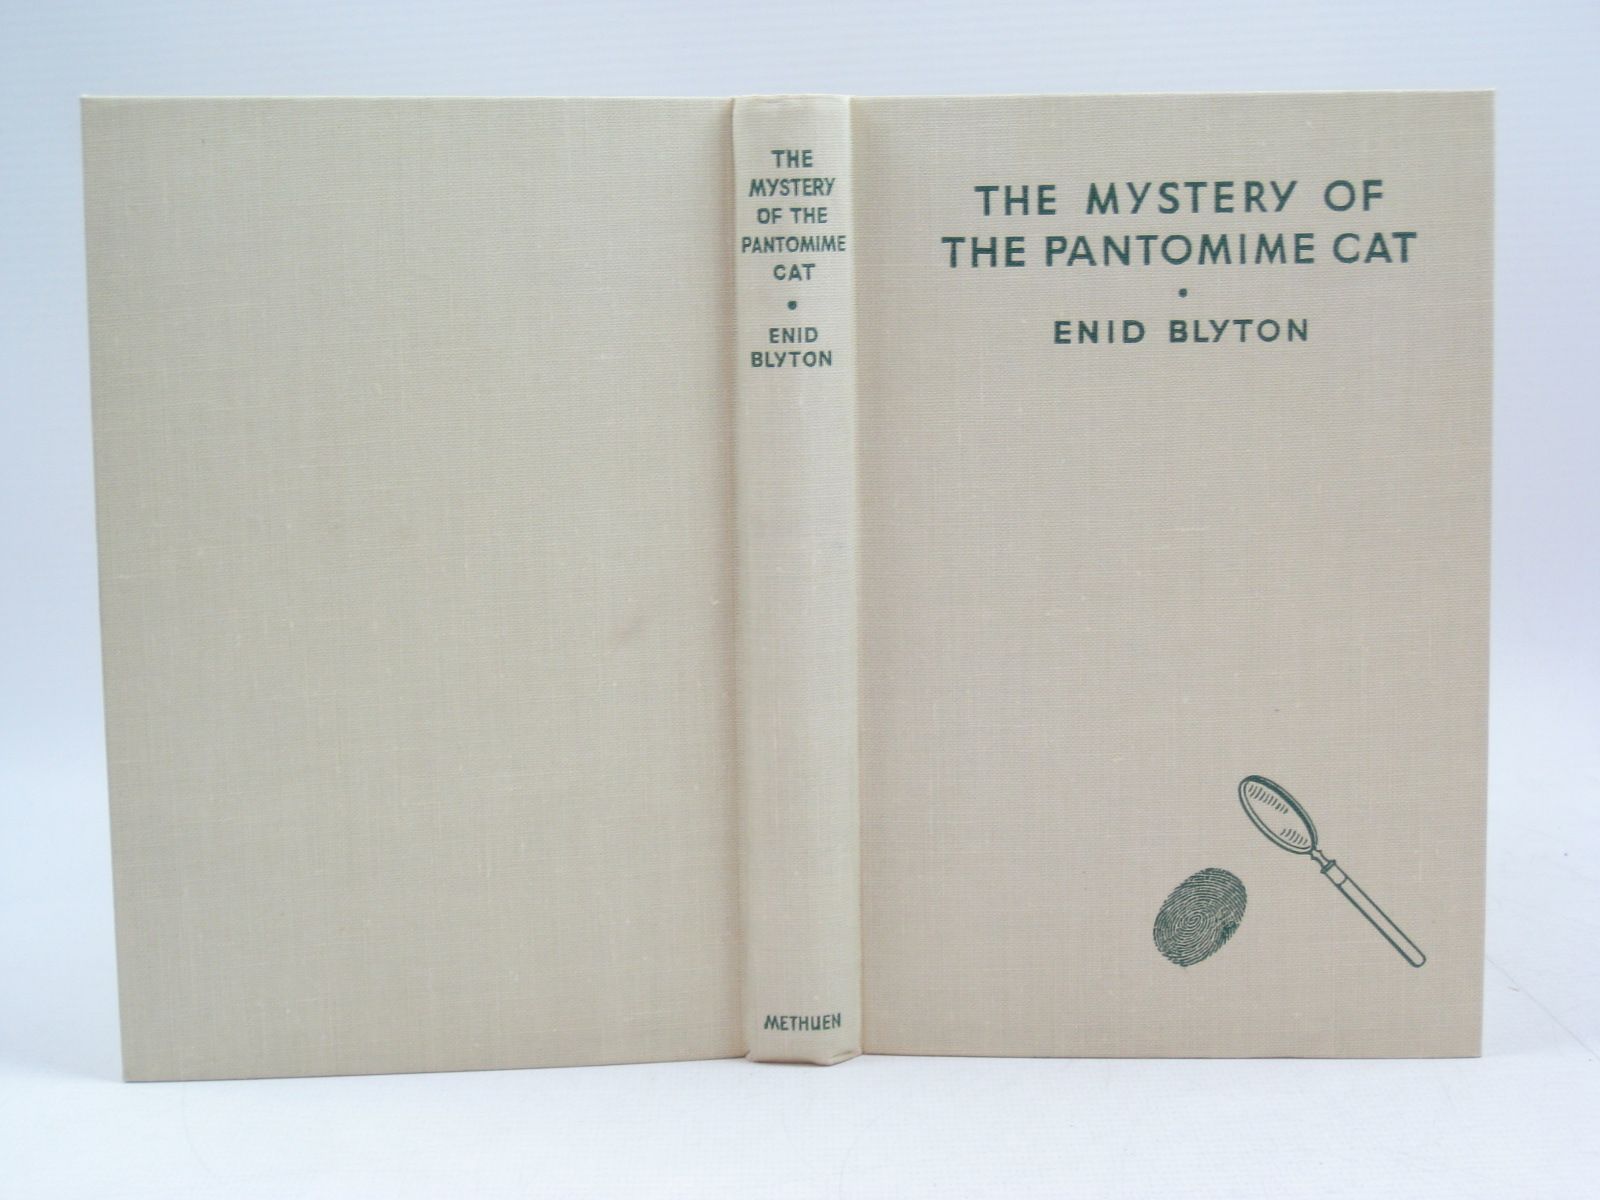 THE
MYSTERY
OF THE
PANTOMIME
CAT
•
ENID
BLYTON
METHUEN
THE MYSTERY OF
THE PANTOMIME CAT
•
ENID BLYTON